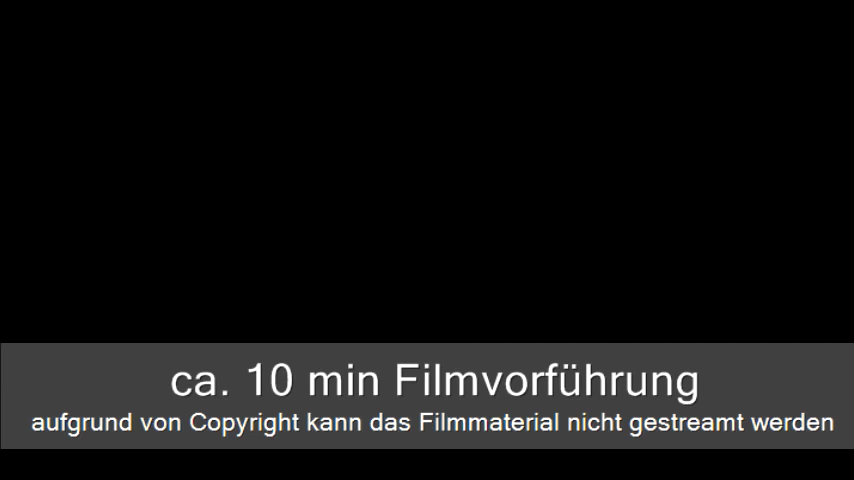 ca. 10 min Filmvorführung
aufgrund von Copyright kann das Filmmaterial nicht gestreamt werden